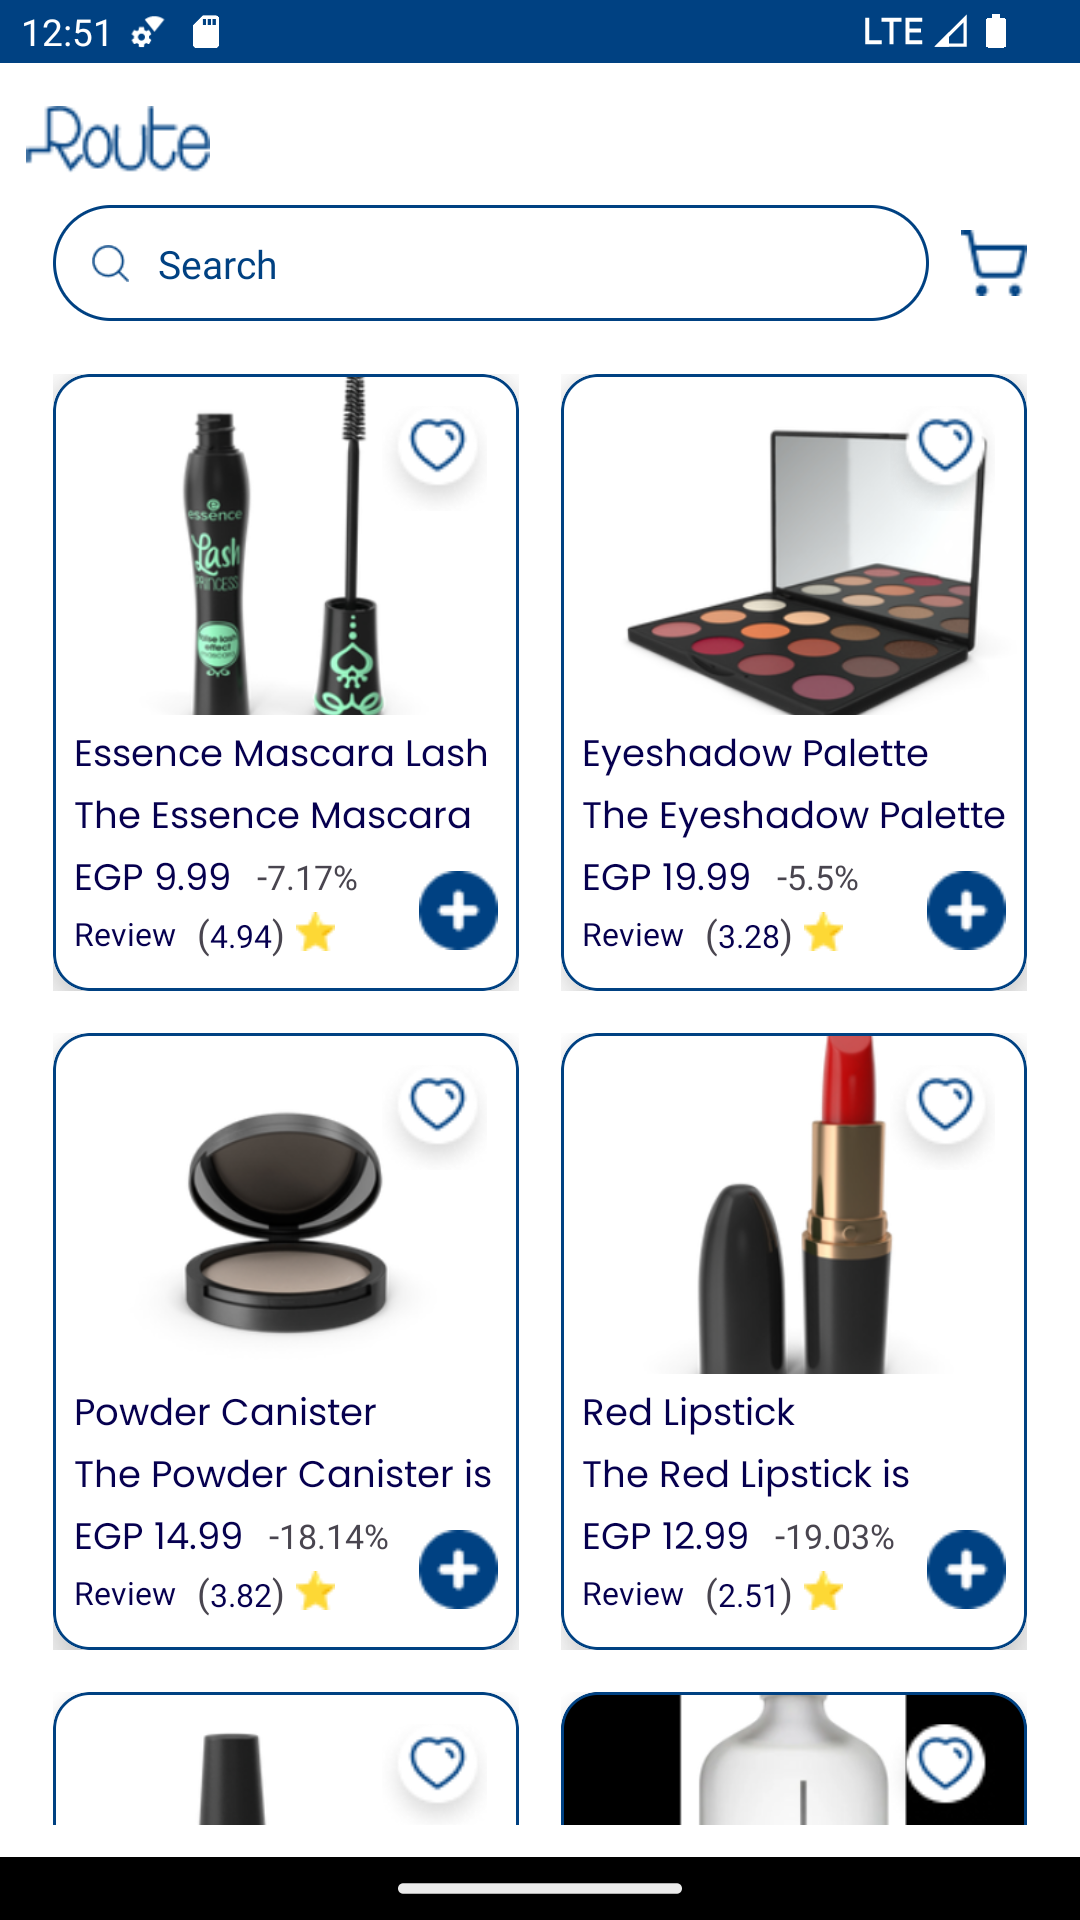 12:51 LTE
Route
Search
essence
Lash
PRINCESS
false lash
effect
Essence Mascara Lash
The Essence Mascara
EGP 9.99 -7.17%
Review (4.94)
Eyeshadow Palette
The Eyeshadow Palette
EGP 19.99 -5.5%
Review (3.28)
Powder Canister
The Powder Canister is
EGP 14.99 -18.14%
Review (3.82)
Red Lipstick
The Red Lipstick is
EGP 12.99 -19.03%
Review (2.51)